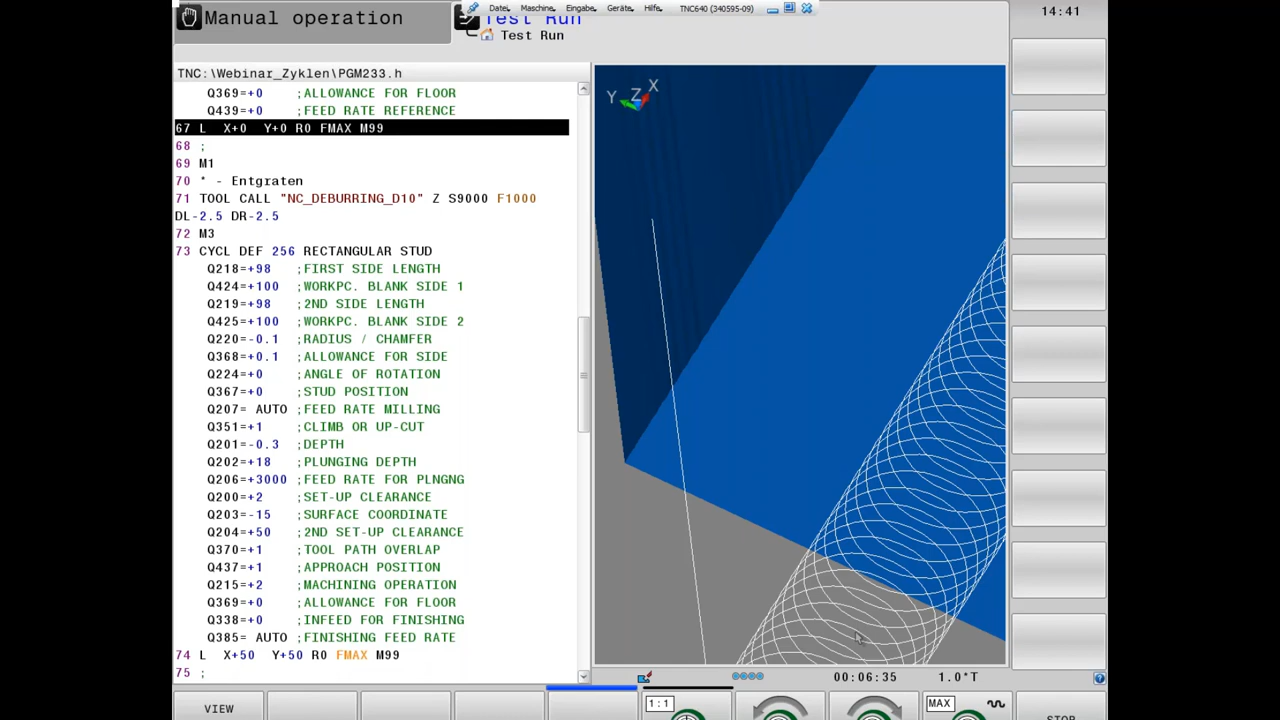 Manual operation
Datei Maschine Eingabe Geräte Hilfe TNC640 (340595-09)
Test Run
Test Run
14:41
TNC:\Webinar_Zyklen\PGM233.h
Q369=+0 ;ALLOWANCE FOR FLOOR
Q439=+0 ;FEED RATE REFERENCE
67 L X+0 Y+0 R0 FMAX M99
68 ;
69 M1
70 * - Entgraten
71 TOOL CALL "NC_DEBURRING_D10" Z S9000 F1000
DL-2.5 DR-2.5
72 M3
73 CYCL DEF 256 RECTANGULAR STUD
Q218=+98 ;FIRST SIDE LENGTH
Q424=+100 ;WORKPC. BLANK SIDE 1
Q219=+98 ;2ND SIDE LENGTH
Q425=+100 ;WORKPC. BLANK SIDE 2
Q220=-0.1 ;RADIUS / CHAMFER
Q368=+0.1 ;ALLOWANCE FOR SIDE
Q224=+0 ;ANGLE OF ROTATION
Q367=+0 ;STUD POSITION
Q207= AUTO ;FEED RATE MILLING
Q351=+1 ;CLIMB OR UP-CUT
Q201=-0.3 ;DEPTH
Q202=+18 ;PLUNGING DEPTH
Q206=+3000 ;FEED RATE FOR PLNGNG
Q200=+2 ;SET-UP CLEARANCE
Q203=-15 ;SURFACE COORDINATE
Q204=+50 ;2ND SET-UP CLEARANCE
Q370=+1 ;TOOL PATH OVERLAP
Q437=+1 ;APPROACH POSITION
Q215=+2 ;MACHINING OPERATION
Q369=+0 ;ALLOWANCE FOR FLOOR
Q338=+0 ;INFEED FOR FINISHING
Q385= AUTO ;FINISHING FEED RATE
74 L X+50 Y+50 R0 FMAX M99
75 ;
Y Z X
00:06:35 1.0*T
VIEW
1:1
MAX
STOP